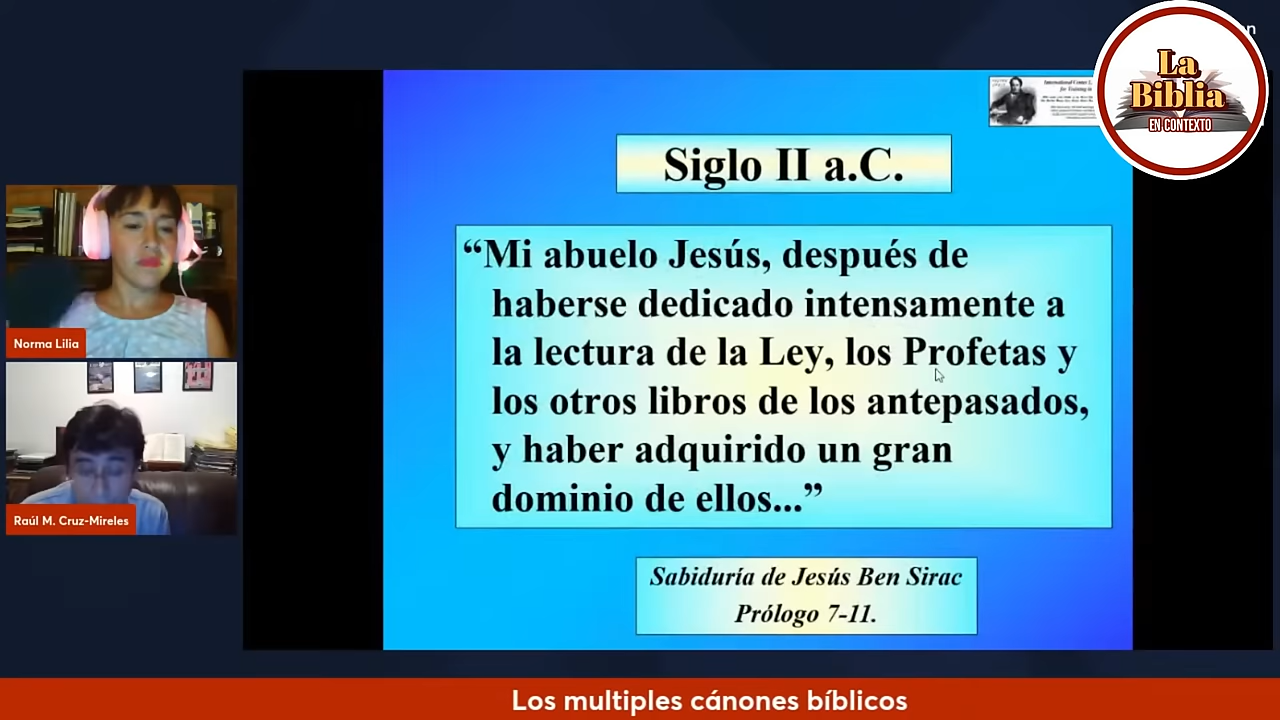 La
Biblia
EN CONTEXTO
Siglo II a.C.
“Mi abuelo Jesús, después de
haberse dedicado intensamente a
la lectura de la Ley, los Profetas y
los otros libros de los antepasados,
y haber adquirido un gran
dominio de ellos...”
Sabiduría de Jesús Ben Sirac
Prólogo 7-11.
Norma Lilia
Raúl M. Cruz-Mireles
Los multiples cánones bíblicos